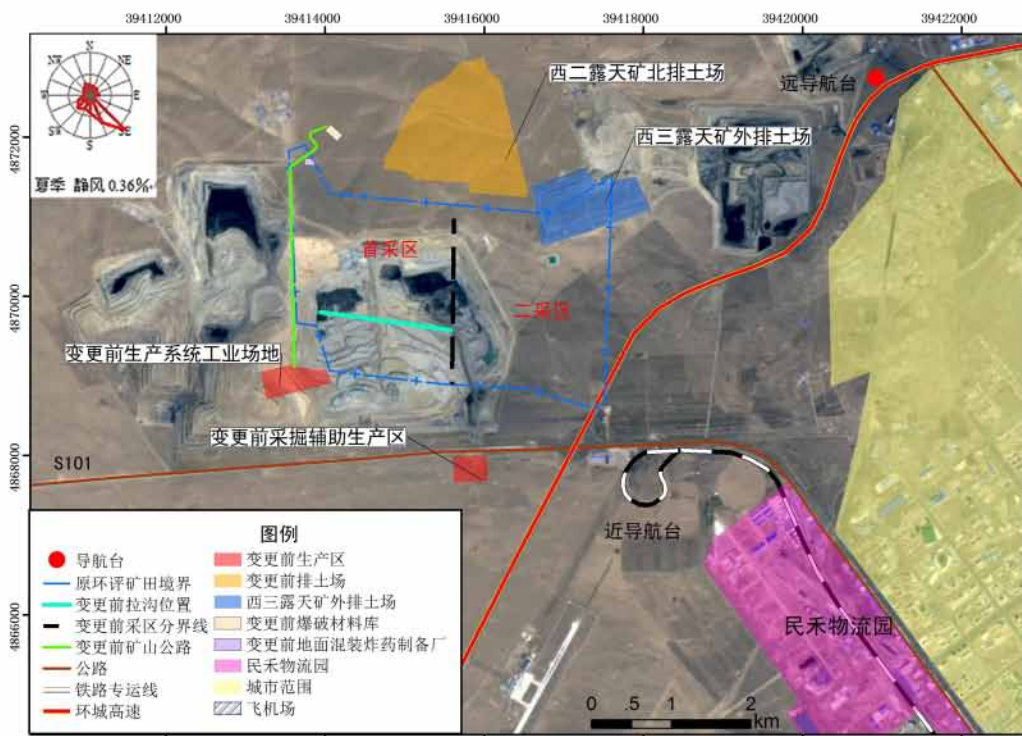 39412000
39414000
39416000
39418000
39420000
39422000
N
NE
E
SE
S
SW
W
NW
夏季 静风 0.36%
4872000
4870000
4868000
4866000
西二露天矿北排土场
远导航台
西三露天矿外排土场
首采区
二采区
变更前生产系统工业场地
变更前采掘辅助生产区
S101
近导航台
民禾物流园
图例
导航台
原环评矿田境界
变更前拉沟位置
变更前采区分界线
变更前矿山公路
公路
铁路专运线
环城高速
变更前生产区
变更前排土场
西三露天矿外排土场
变更前爆破材料库
变更前地面混装炸药制备厂
民禾物流园
城市范围
飞机场
0 .5 1 2
km